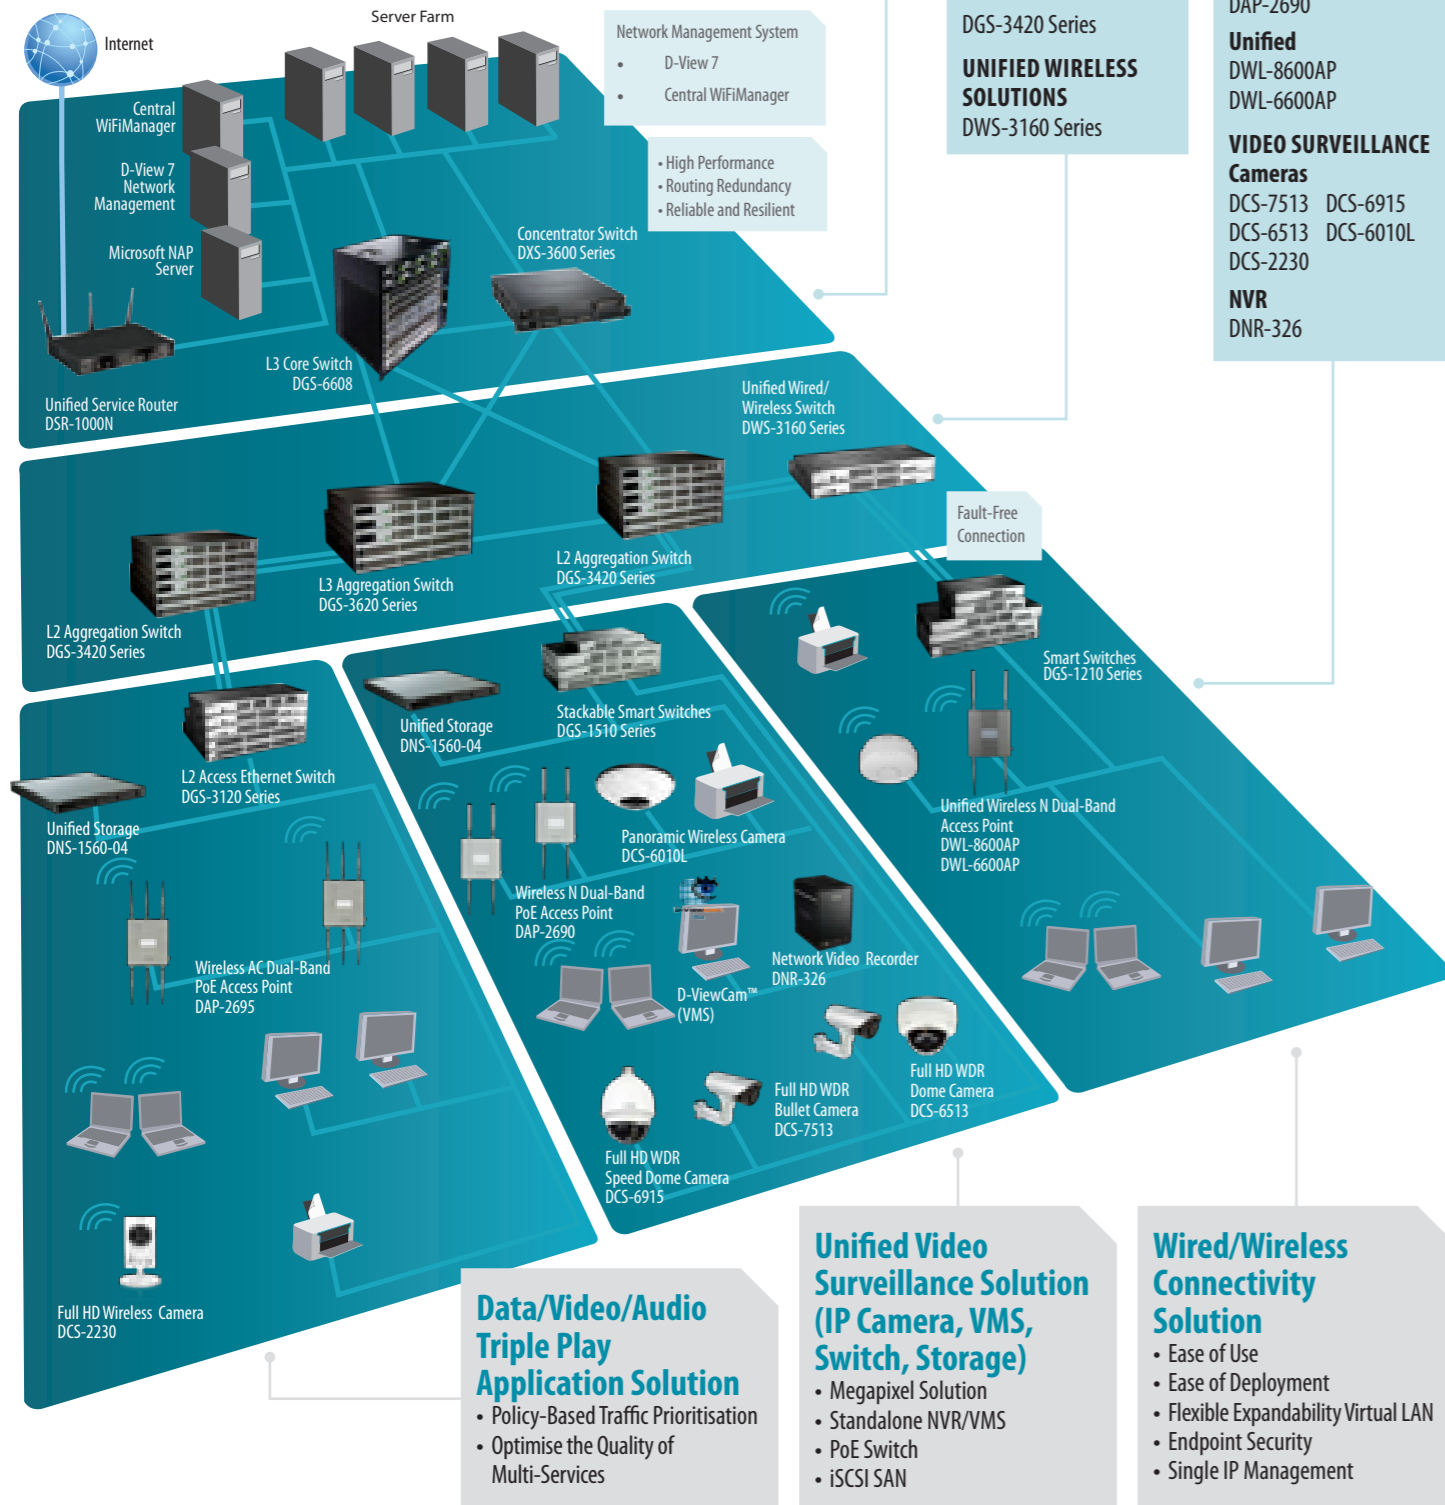 Server Farm
Internet
Network Management System
• D-View 7
• Central WiFiManager
Central
WiFiManager
D-View 7
Network
Management
Microsoft NAP
Server
• High Performance
• Routing Redundancy
• Reliable and Resilient
Concentrator Switch
DXS-3600 Series
L3 Core Switch
DGS-6608
Unified Service Router
DSR-1000N
DGS-3420 Series
UNIFIED WIRELESS
SOLUTIONS
DWS-3160 Series
DAP-2690
Unified
DWL-8600AP
DWL-6600AP
VIDEO SURVEILLANCE
Cameras
DCS-7513 DCS-6915
DCS-6513 DCS-6010L
DCS-2230
NVR
DNR-326
Unified Wired/
Wireless Switch
DWS-3160 Series
L2 Aggregation Switch
DGS-3420 Series
L3 Aggregation Switch
DGS-3620 Series
L2 Aggregation Switch
DGS-3420 Series
Fault-Free
Connection
L2 Access Ethernet Switch
DGS-3120 Series
Unified Storage
DNS-1560-04
Wireless AC Dual-Band
PoE Access Point
DAP-2695
Full HD Wireless Camera
DCS-2230
Unified Storage
DNS-1560-04
Stackable Smart Switches
DGS-1510 Series
Panoramic Wireless Camera
DCS-6010L
Wireless N Dual-Band
PoE Access Point
DAP-2690
D-ViewCam™
(VMS)
Network Video Recorder
DNR-326
Full HD WDR
Speed Dome Camera
DCS-6915
Full HD WDR
Bullet Camera
DCS-7513
Full HD WDR
Dome Camera
DCS-6513
Smart Switches
DGS-1210 Series
Unified Wireless N Dual-Band
Access Point
DWL-8600AP
DWL-6600AP
Data/Video/Audio
Triple Play
Application Solution
• Policy-Based Traffic Prioritisation
• Optimise the Quality of
Multi-Services
Unified Video
Surveillance Solution
(IP Camera, VMS,
Switch, Storage)
• Megapixel Solution
• Standalone NVR/VMS
• PoE Switch
• iSCSI SAN
Wired/Wireless
Connectivity
Solution
• Ease of Use
• Ease of Deployment
• Flexible Expandability Virtual LAN
• Endpoint Security
• Single IP Management